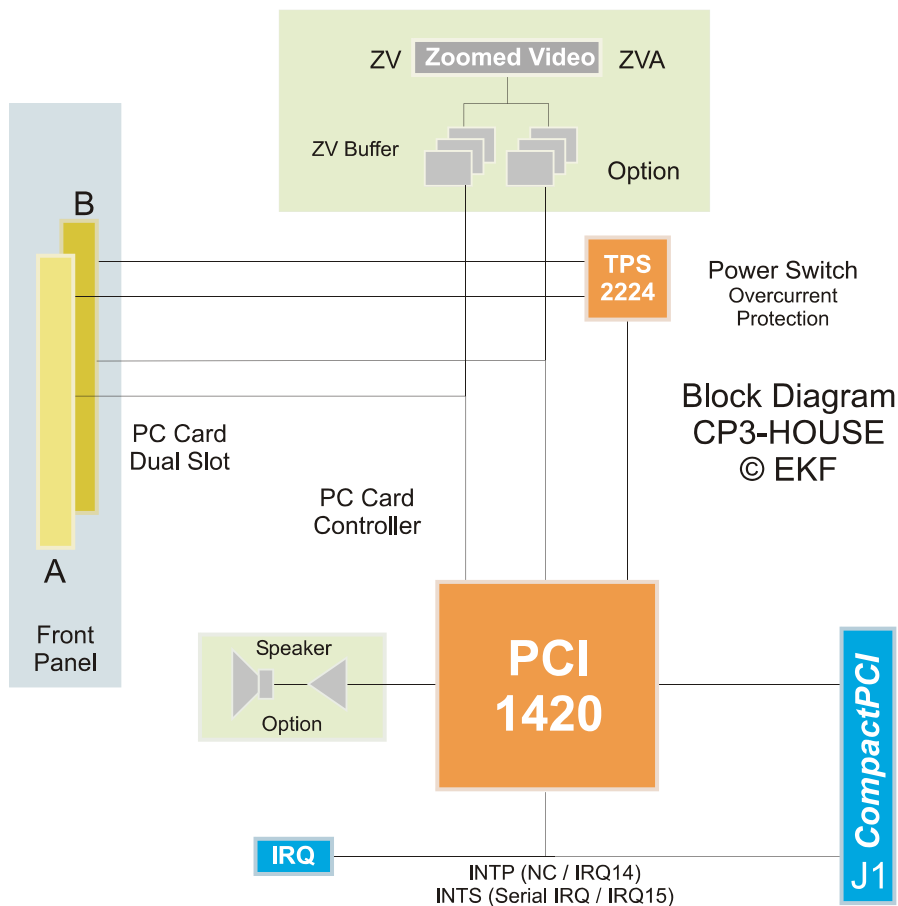 ZV
Zoomed Video
ZVA
ZV Buffer
Option
B
TPS
2224
Power Switch
Overcurrent
Protection
Block Diagram
CP3-HOUSE
© EKF
PC Card
Dual Slot
PC Card
Controller
A
Front
Panel
Speaker
Option
PCI
1420
CompactPCI
J1
IRQ
INTP (NC / IRQ14)
INTS (Serial IRQ / IRQ15)